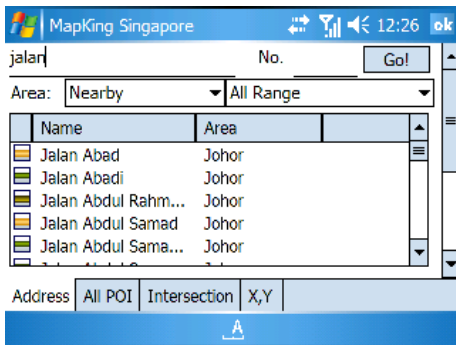 MapKing Singapore 12:26 ok
jalan No. Go!
Area: Nearby All Range
Name Area
Jalan Abad Johor
Jalan Abadi Johor
Jalan Abdul Rahm... Johor
Jalan Abdul Samad Johor
Jalan Abdul Sama... Johor
Address All POI Intersection X,Y
A